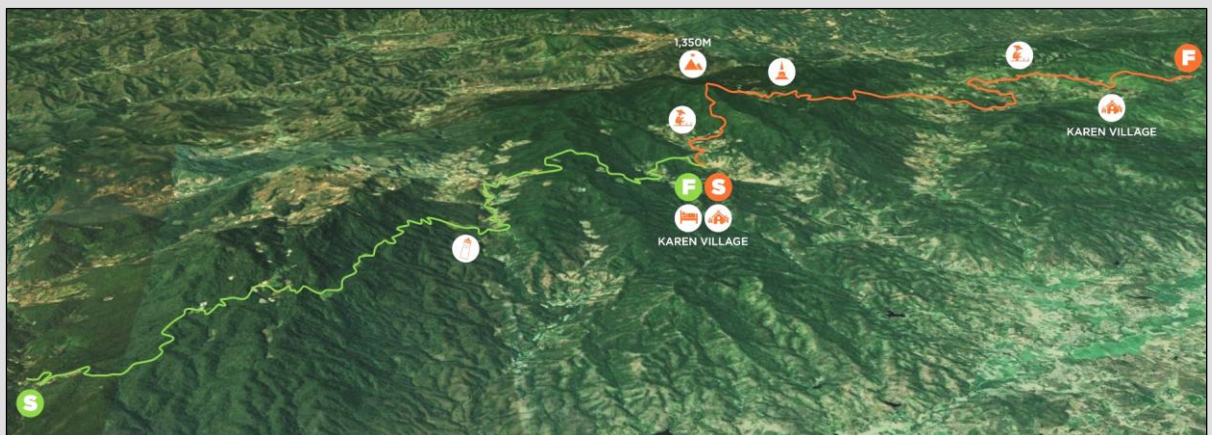 1,350M
F
KAREN VILLAGE
F S
KAREN VILLAGE
S